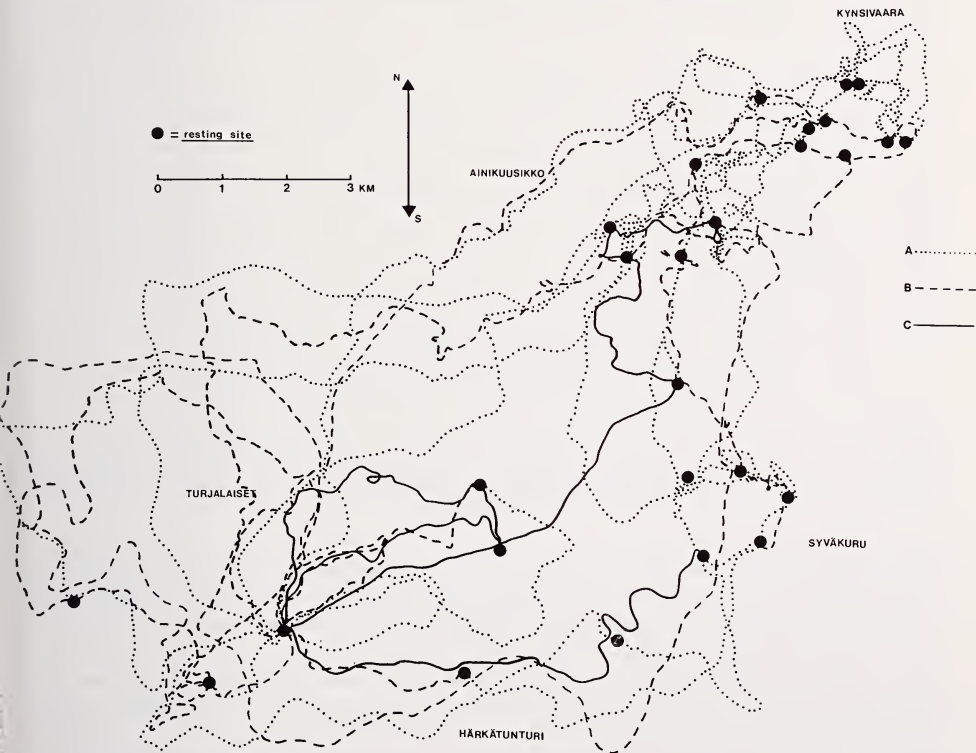 KYNSIVAARA
N
● = resting site
AINIKUUSIKKO
0 1 2 3 KM
S
A
B
C
TURJALAISET
SYVÄKURU
HÄRKÄTUNTURI